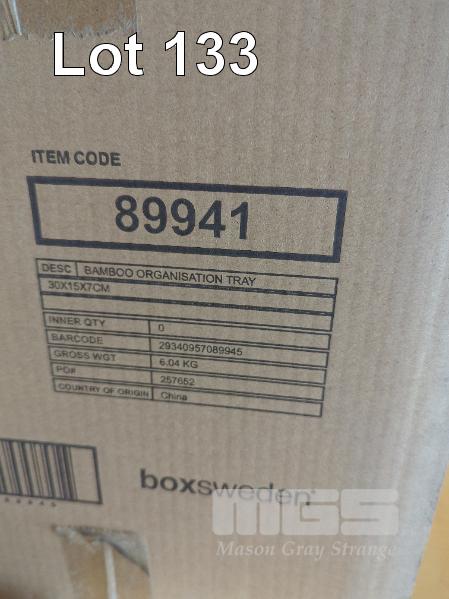 Lot 133
ITEM CODE
89941
DESC BAMBOO ORGANISATION TRAY
30X15X7CM
INNER QTY 0
BARCODE 29340957089945
GROSS WGT 6.04 KG
PO# 257652
COUNTRY OF ORIGIN China
boxsweden
MGS
Mason Gray Strange